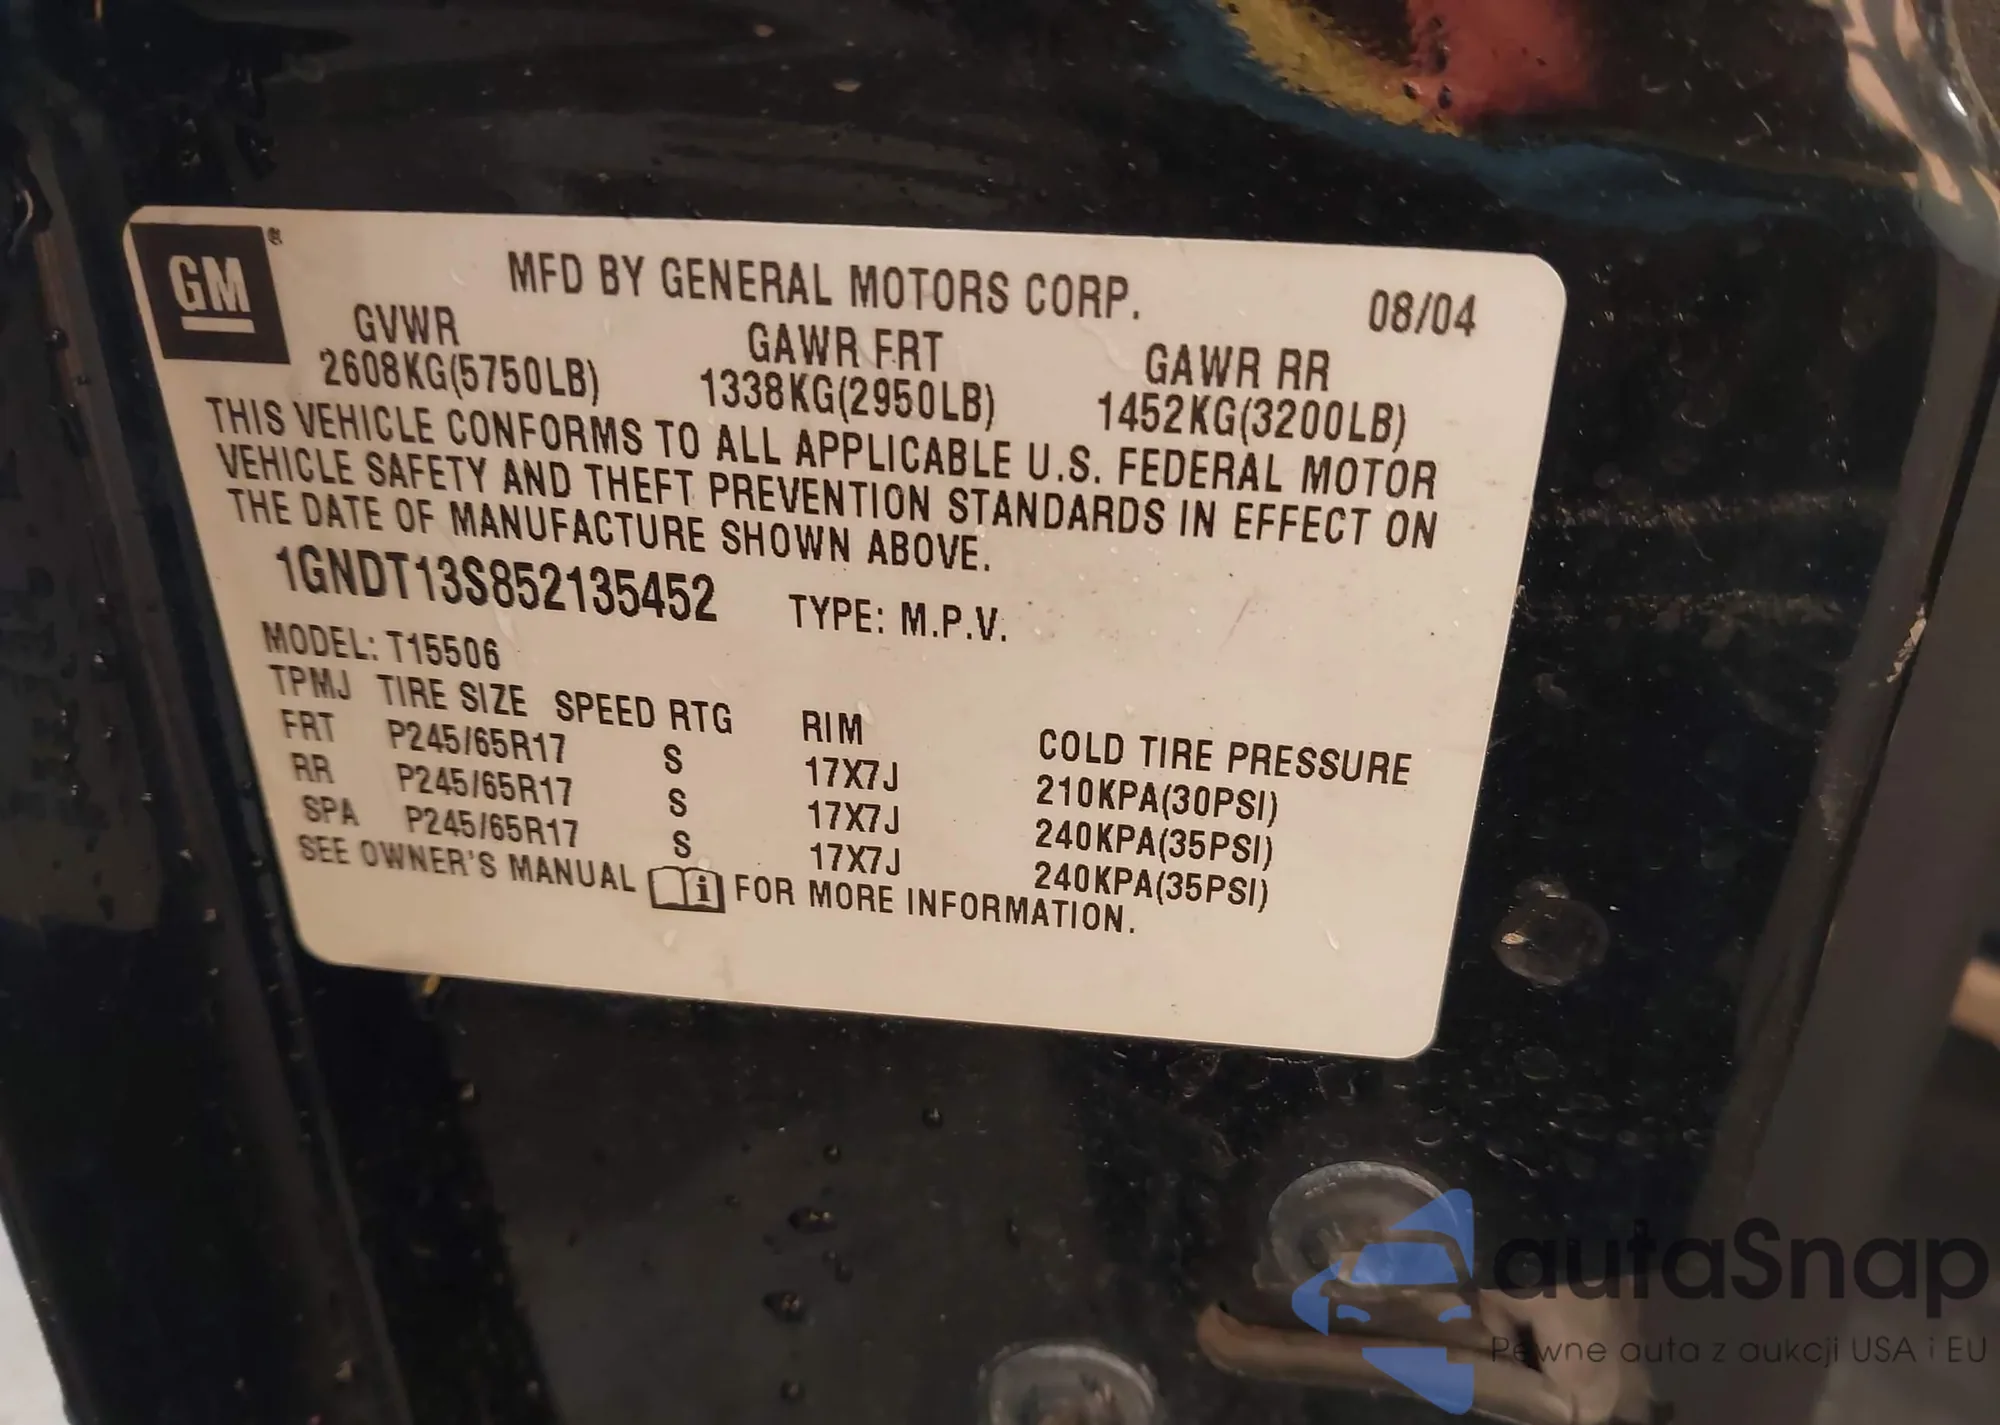 GM®
MFD BY GENERAL MOTORS CORP. 08/04
GVWR GAWR FRT GAWR RR
2608KG(5750LB) 1338KG(2950LB) 1452KG(3200LB)
THIS VEHICLE CONFORMS TO ALL APPLICABLE U.S. FEDERAL MOTOR
VEHICLE SAFETY AND THEFT PREVENTION STANDARDS IN EFFECT ON
THE DATE OF MANUFACTURE SHOWN ABOVE.
1GNDT13S852135452 TYPE: M.P.V.
MODEL: T15506
TPMJ TIRE SIZE SPEED RTG RIM COLD TIRE PRESSURE
FRT P245/65R17 S 17X7J 210KPA(30PSI)
RR P245/65R17 S 17X7J 240KPA(35PSI)
SPA P245/65R17 S 17X7J 240KPA(35PSI)
SEE OWNER'S MANUAL i FOR MORE INFORMATION.
autaSnap
Pewne auta z aukcji USA i EU